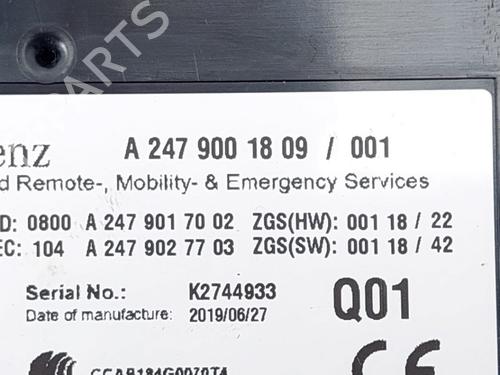 PARTS
enz A 247 900 18 09 / 001
d Remote-, Mobility- & Emergency Services
D: 0800 A 247 901 70 02 ZGS(HW): 001 18 / 22
EC: 104 A 247 902 77 03 ZGS(SW): 001 18 / 42
Serial No.: K2744933 Q01
Date of manufacture: 2019/06/27
CCAB184G0070T4 CE